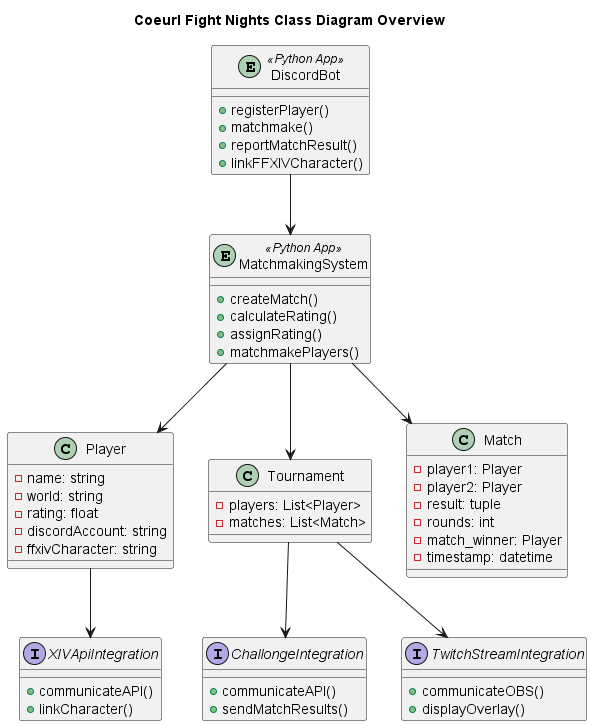 Coeurl Fight Nights Class Diagram Overview
E
«Python App»
DiscordBot
registerPlayer()
matchmake()
reportMatchResult()
linkFFXIVCharacter()
E
«Python App»
MatchmakingSystem
createMatch()
calculateRating()
assignRating()
matchmakePlayers()
C Player
name: string
world: string
rating: float
discordAccount: string
ffxivCharacter: string
C Tournament
players: List<Player>
matches: List<Match>
C Match
player1: Player
player2: Player
result: tuple
rounds: int
match_winner: Player
timestamp: datetime
I XIVApiIntegration
communicateAPI()
linkCharacter()
I ChallongeIntegration
communicateAPI()
sendMatchResults()
I TwitchStreamIntegration
communicateOBS()
displayOverlay()